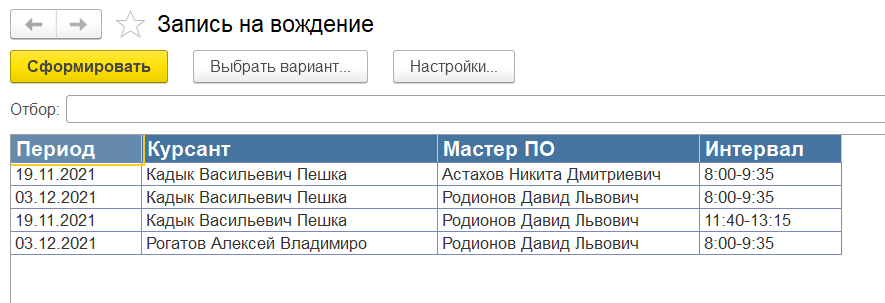 Запись на вождение
Сформировать Выбрать вариант... Настройки...
Отбор:
Период Курсант Мастер ПО Интервал
19.11.2021 Кадык Васильевич Пешка Астахов Никита Дмитриевич 8:00-9:35
03.12.2021 Кадык Васильевич Пешка Родионов Давид Львович 8:00-9:35
19.11.2021 Кадык Васильевич Пешка Родионов Давид Львович 11:40-13:15
03.12.2021 Рогатов Алексей Владимиро Родионов Давид Львович 8:00-9:35